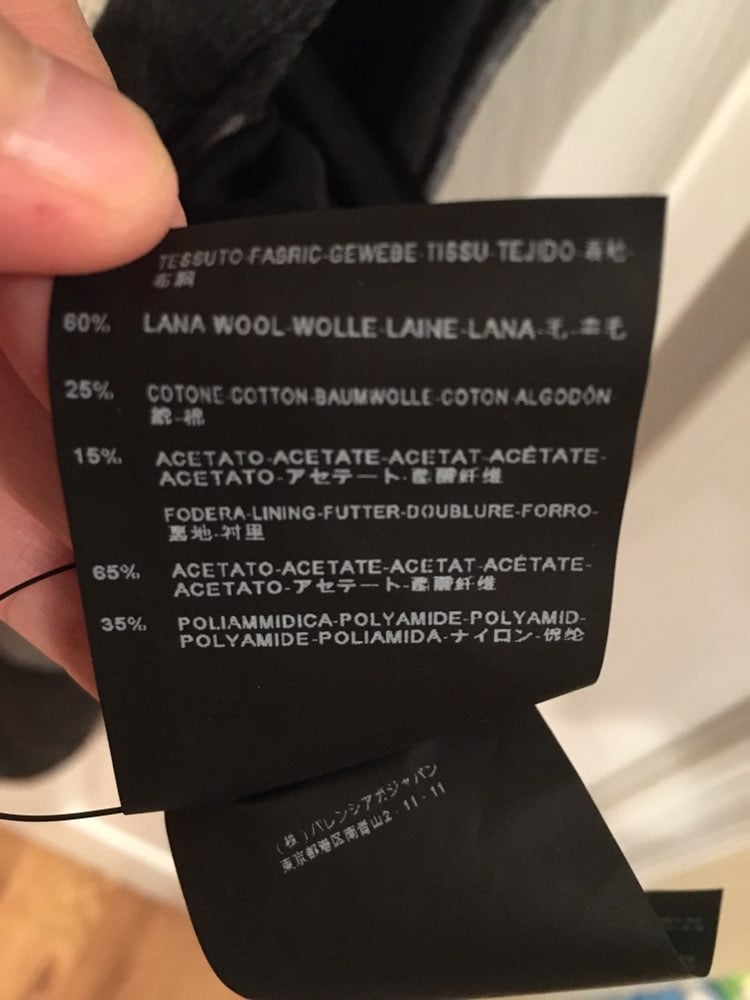 TESSUTO-FABRIC-GEWEBE-TISSU-TEJIDO-表地-
布料
60% LANA WOOL-WOLLE-LAINE-LANA-毛-羊毛
25% COTONE-COTTON-BAUMWOLLE-COTON ALGODÓN
綿-棉
15% ACETATO-ACETATE-ACETAT-ACÉTATE-
ACETATO-アセテート-醋酸纤维
FODERA-LINING-FUTTER-DOUBLURE-FORRO-
裏地-衬里
65% ACETATO-ACETATE-ACETAT-ACÉTATE-
ACETATO-アセテート-醋酸纤维
35% POLIAMMIDICA-POLYAMIDE-POLYAMID-
POLYAMIDE-POLIAMIDA-ナイロン-锦纶
(株)バレンシアガジャパン
東京都港区南青山2-11-11